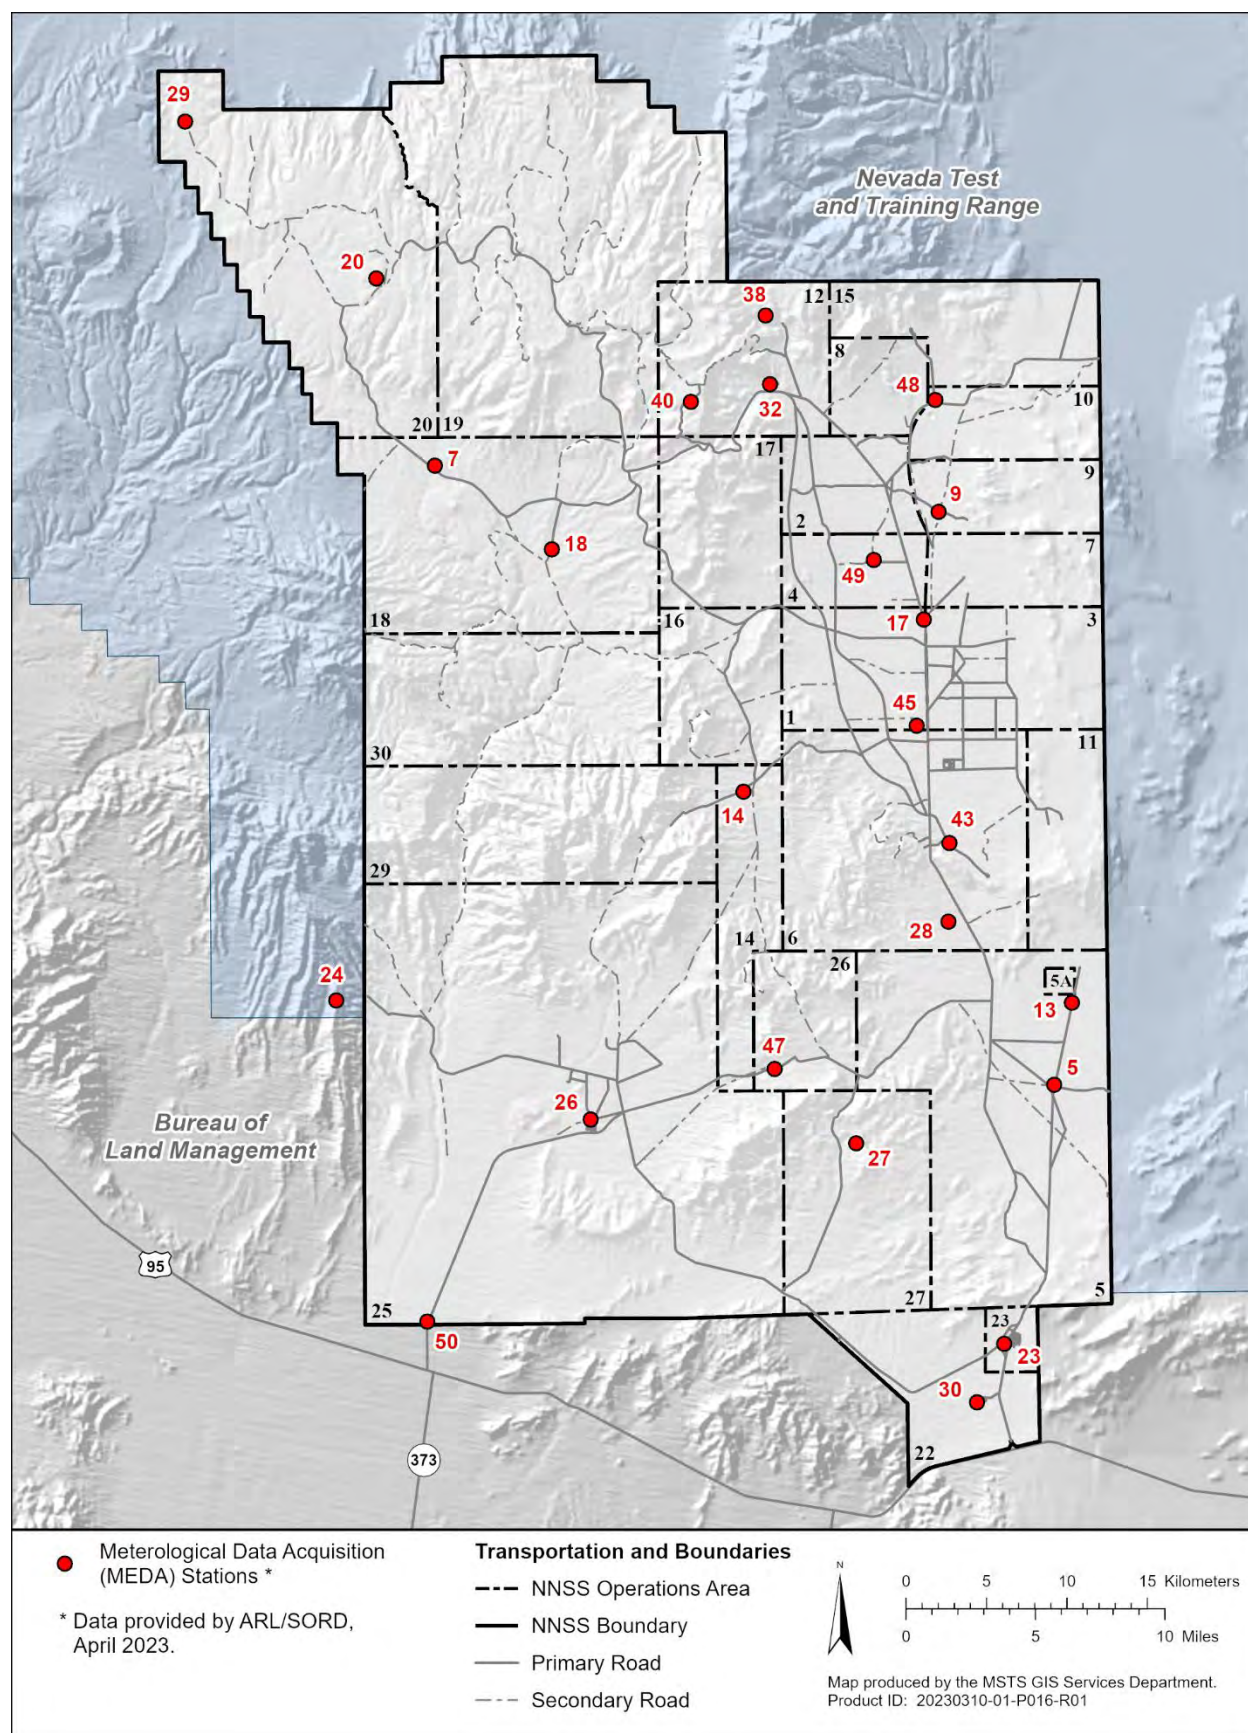 29
Nevada Test
and Training Range
20
38
12
15
8
48
10
40
32
20
19
17
7
9
9
2
18
7
49
4
18
16
17
3
45
1
11
30
14
43
29
28
14
6
26
24
5A
13
47
5
26
Bureau of
Land Management
27
95
25
27
5
50
23
23
30
22
373
Meterological Data Acquisition
(MEDA) Stations *
* Data provided by ARL/SORD,
April 2023.
Transportation and Boundaries
NNSS Operations Area
NNSS Boundary
Primary Road
Secondary Road
N
0 5 10 15 Kilometers
0 5 10 Miles
Map produced by the MSTS GIS Services Department.
Product ID: 20230310-01-P016-R01